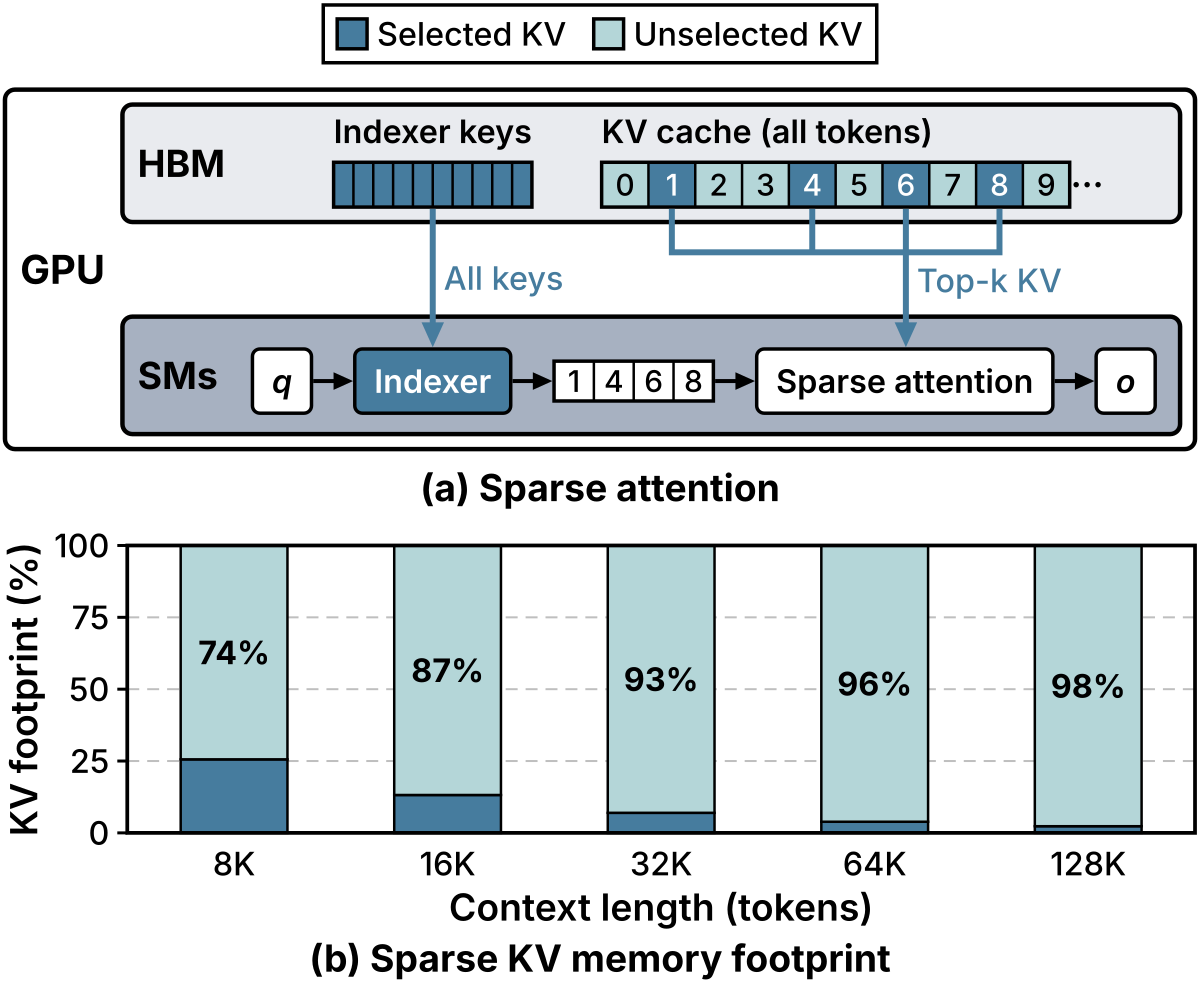 Selected KV Unselected KV
Indexer keys KV cache (all tokens)
HBM
0 1 2 3 4 5 6 7 8 9 ...
GPU
All keys Top-k KV
SMs q Indexer 1 4 6 8 Sparse attention o
(a) Sparse attention
KV footprint (%)
100
75
50
25
0
74% 87% 93% 96% 98%
8K 16K 32K 64K 128K
Context length (tokens)
(b) Sparse KV memory footprint